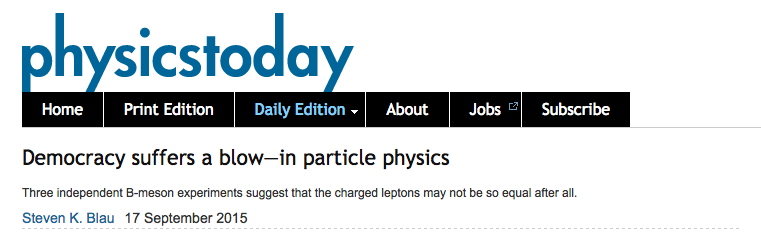 physicstoday
Home Print Edition Daily Edition About Jobs Subscribe
Democracy suffers a blow—in particle physics
Three independent B-meson experiments suggest that the charged leptons may not be so equal after all.
Steven K. Blau 17 September 2015